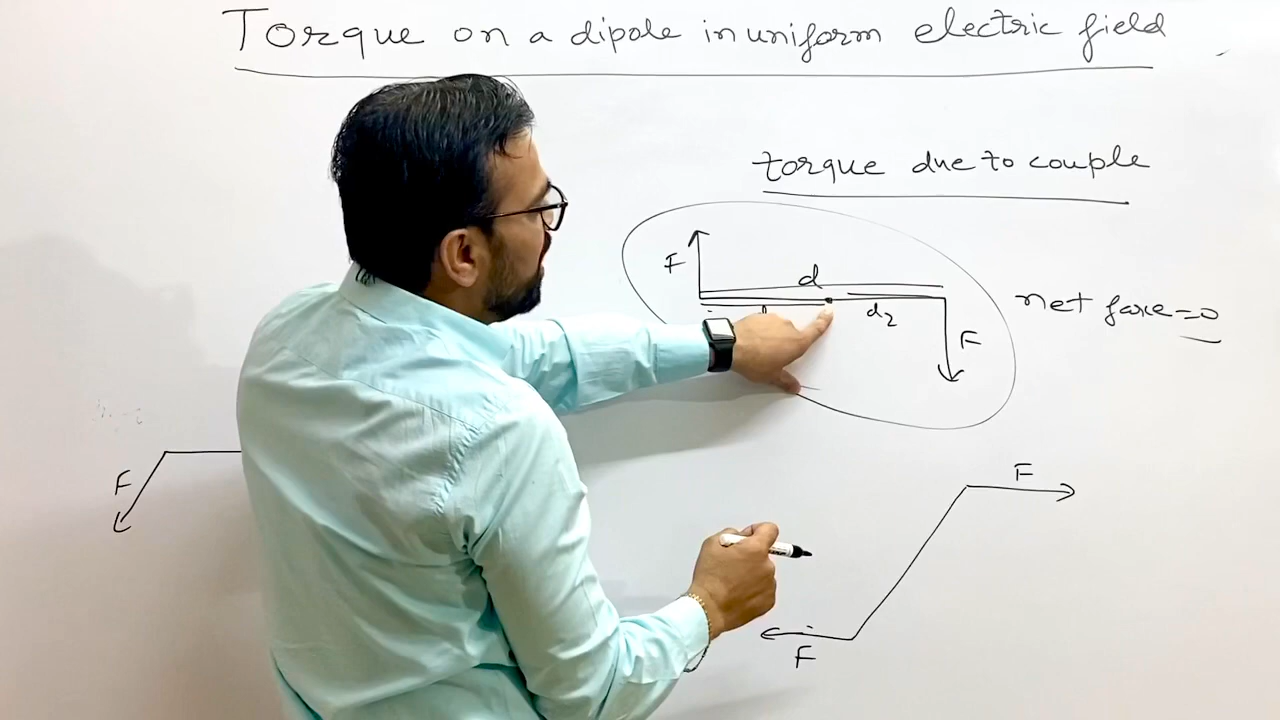 Torque on a dipole in uniform electric field
torque due to couple
F
d
d2
F
net force = 0
F
F
F